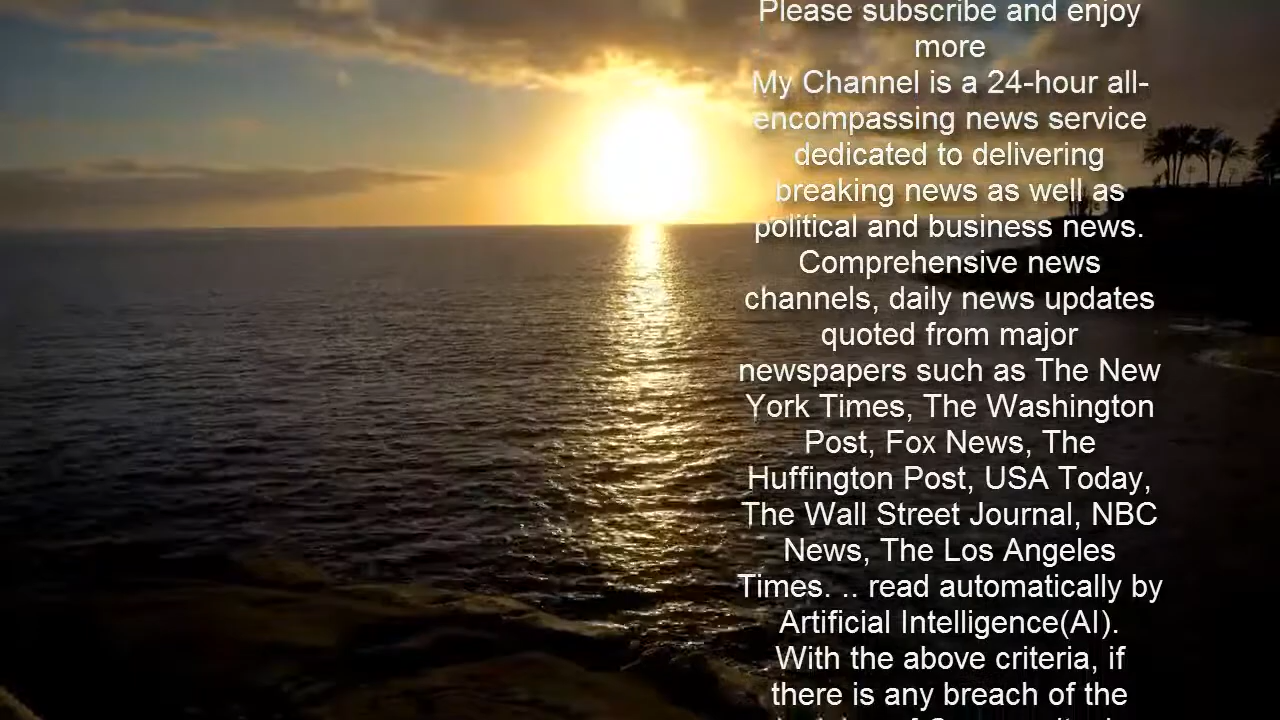 Please subscribe and enjoy
more
My Channel is a 24-hour all-
encompassing news service
dedicated to delivering
breaking news as well as
political and business news.
Comprehensive news
channels, daily news updates
quoted from major
newspapers such as The New
York Times, The Washington
Post, Fox News, The
Huffington Post, USA Today,
The Wall Street Journal, NBC
News, The Los Angeles
Times. .. read automatically by
Artificial Intelligence(AI).
With the above criteria, if
there is any breach of the